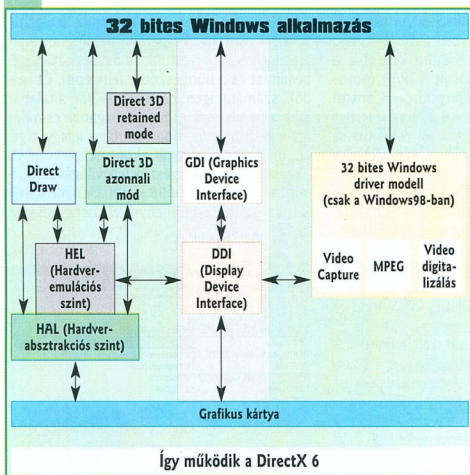 32 bites Windows alkalmazás
Direct 3D
retained
mode
Direct
Draw
Direct 3D
azonnali
mód
GDI (Graphics
Device
Interface)
32 bites Windows
driver modell
(csak a Windows98-ban)
HEL
(Hardver-
emulációs
szint)
DDI
(Display
Device
Interface)
Video
Capture
MPEG
Video
digita-
lizálás
HAL (Hardver-
absztrakciós szint)
Grafikus kártya
Így működik a DirectX 6